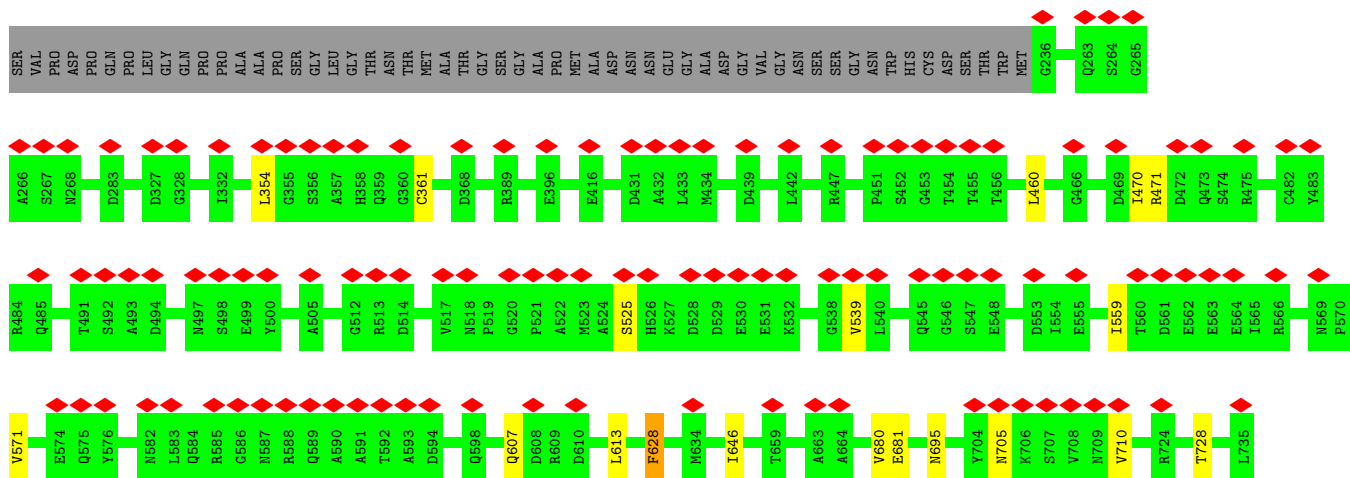 SER VAL PRO ASP PRO GLN PRO LEU GLY GLN PRO PRO ALA ALA PRO SER GLY LEU GLY THR ASN THR MET ALA THR GLY SER GLY ALA PRO MET ALA ASP ASN ASN GLU GLY ALA ASP GLY VAL GLY ASN SER SER GLY ASN TRP HIS CYS ASP SER THR TRP MET G236 Q263 S264 G265
A266 S267 N268 D283 D327 G328 I332 L354 G355 S356 A357 H358 Q359 G360 C361 D368 R389 E396 E416 D431 A432 L433 M434 D439 L442 R447 P451 S452 G453 T454 T455 T456 L460 G466 D469 I470 R471 D472 Q473 S474 R475 C482 Y483
R484 Q485 T491 S492 A493 D494 N497 S498 E499 Y500 A505 G512 R513 D514 V517 N518 P519 G520 P521 A522 M523 A524 S525 H526 K527 D528 D529 E530 E531 K532 G538 V539 L540 Q545 G546 S547 E548 D553 I554 E555 I559 T560 D561 E562 E563 E564 I565 R566 N569 P570
V571 E574 Q575 Y576 N582 L583 Q584 R585 G586 N587 R588 Q589 A590 A591 T592 A593 D594 Q598 Q607 D608 R609 D610 L613 F628 M634 I646 T659 A663 A664 V680 E681 N695 Y704 N705 K706 S707 V708 N709 V710 R724 T728 L735